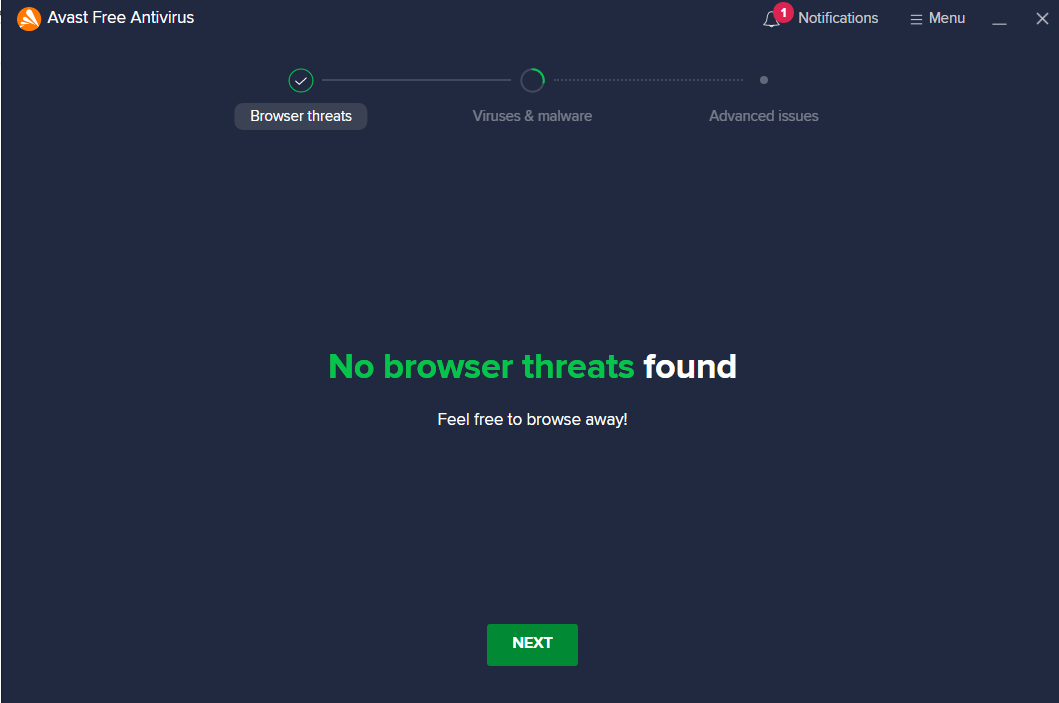 Avast Free Antivirus
1 Notifications
Menu
Browser threats
Viruses & malware
Advanced issues
No browser threats found
Feel free to browse away!
NEXT